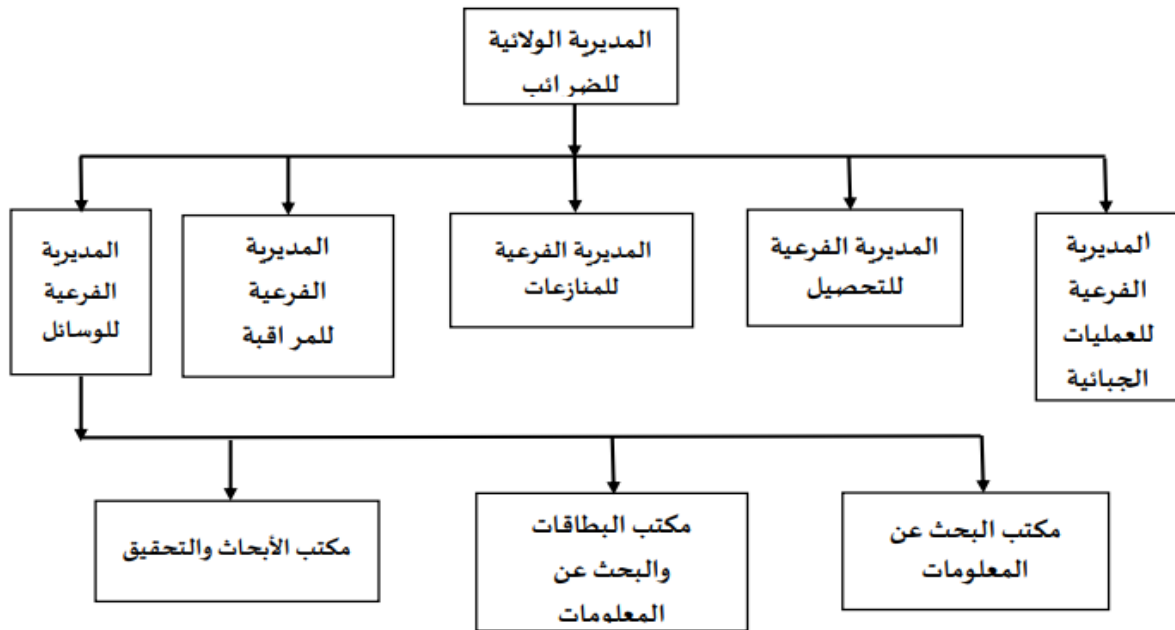 المديرية الولائية
للضرائب
المديرية
الفرعية
للعمليات
الجبائية
المديرية الفرعية
للتحصيل
المديرية الفرعية
للمنازعات
المديرية
الفرعية
للمراقبة
المديرية
الفرعية
للوسائل
مكتب البحث عن
المعلومات
مكتب البطاقات
والبحث عن
المعلومات
مكتب الأبحاث والتحقيق